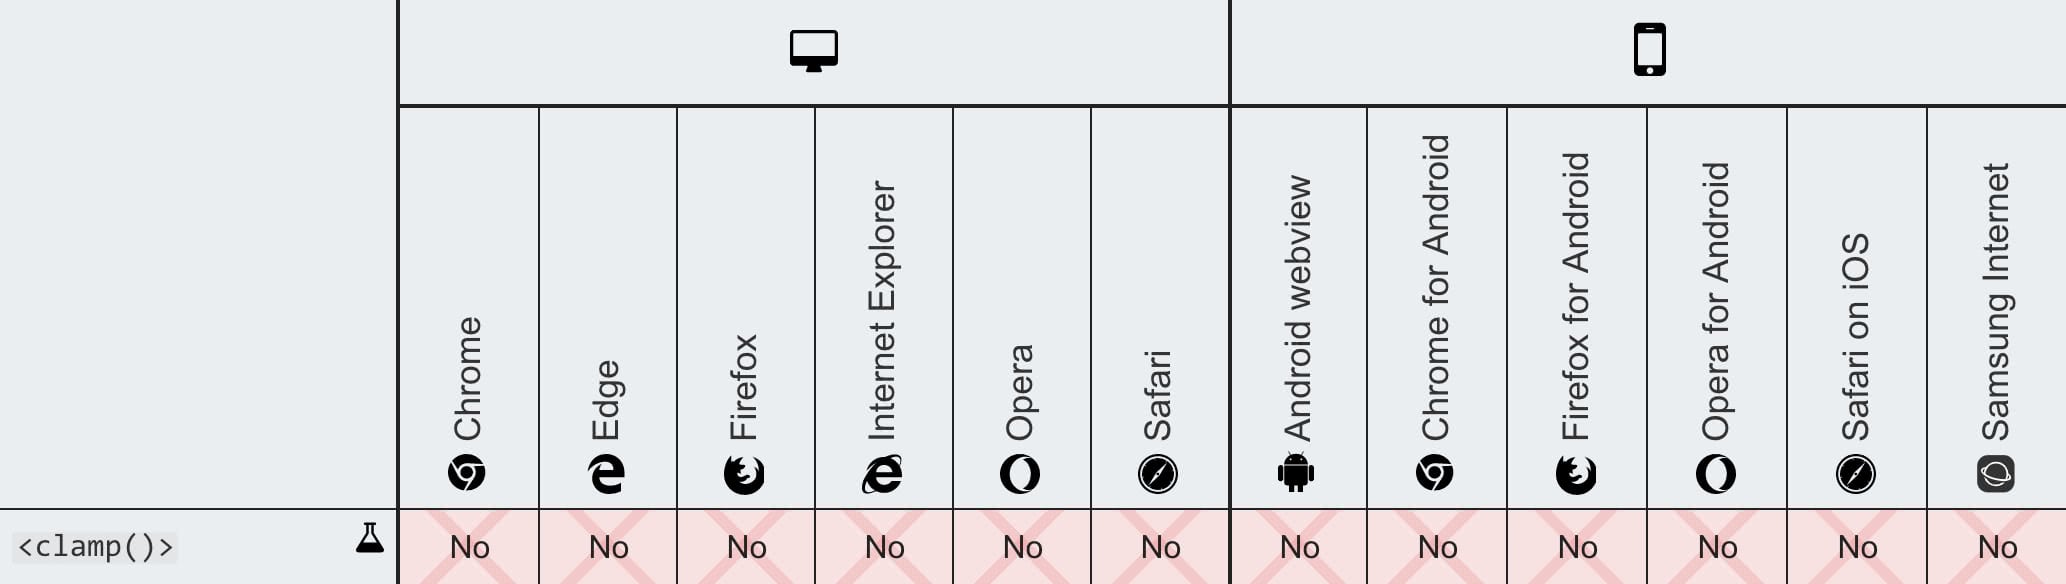 Chrome
Edge
Firefox
Internet Explorer
Opera
Safari
Android webview
Chrome for Android
Firefox for Android
Opera for Android
Safari on iOS
Samsung Internet
<clamp()> No No No No No No No No No No No No